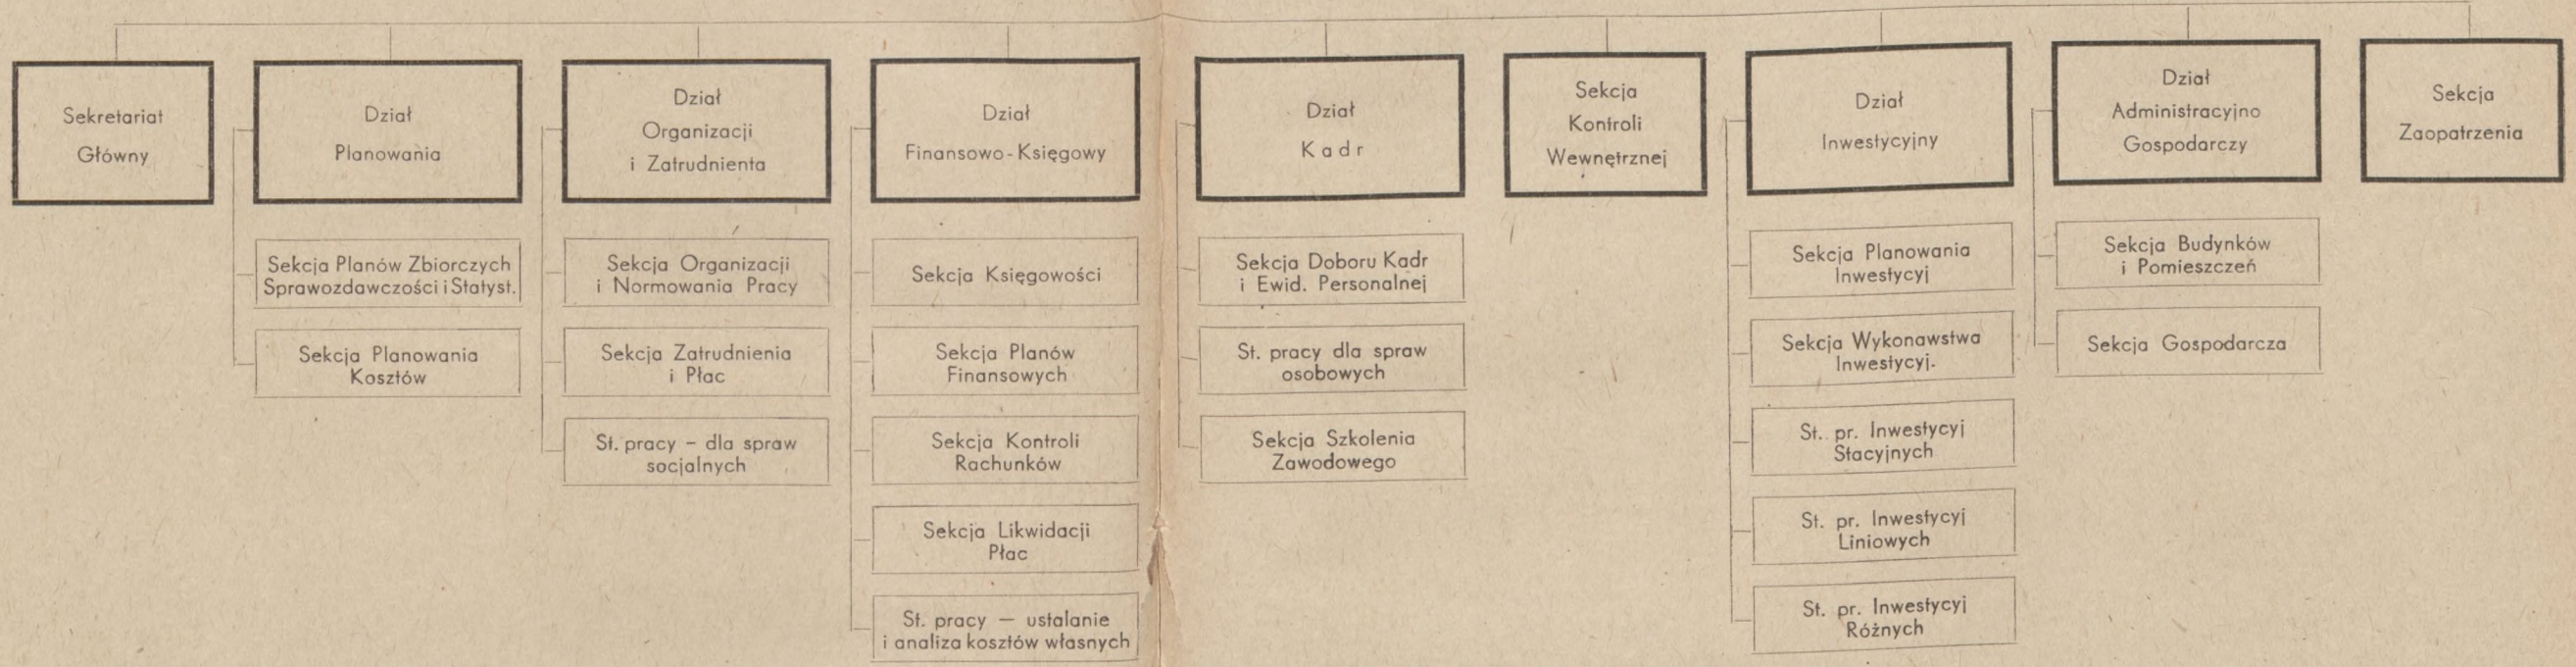 Sekretariat
Główny
Dział
Planowania
Sekcja Planów Zbiorczych
Sprawozdawczości i Statyst.
Sekcja Planowania
Kosztów
Dział
Organizacji
i Zatrudnienta
Sekcja Organizacji
i Normowania Pracy
Sekcja Zatrudnienia
i Płac
St. pracy – dla spraw
socjalnych
Dział
Finansowo-Księgowy
Sekcja Księgowości
Sekcja Planów
Finansowych
Sekcja Kontroli
Rachunków
Sekcja Likwidacji
Płac
St. pracy — ustalanie
i analiza kosztów własnych
Dział
Kadr
Sekcja Doboru Kadr
i Ewid. Personalnej
St. pracy dla spraw
osobowych
Sekcja Szkolenia
Zawodowego
Sekcja
Kontroli
Wewnętrznej
Dział
Inwestycyjny
Sekcja Planowania
Inwestycyj
Sekcja Wykonawstwa
Inwestycyj.
St. pr. Inwestycyj
Stacyjnych
St. pr. Inwestycyj
Liniowych
St. pr. Inwestycyj
Różnych
Dział
Administracyjno
Gospodarczy
Sekcja Budynków
i Pomieszczeń
Sekcja Gospodarcza
Sekcja
Zaopatrzenia